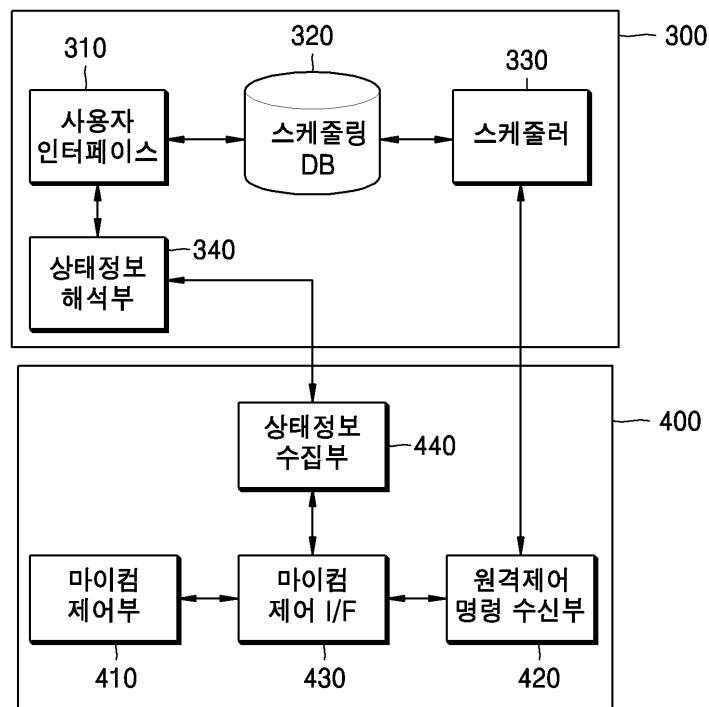 300
310
320
330
사용자
인터페이스
스케줄링
DB
스케줄러
340
상태정보
해석부
400
상태정보
수집부
440
마이컴
제어부
마이컴
제어 I/F
원격제어
명령 수신부
410
430
420